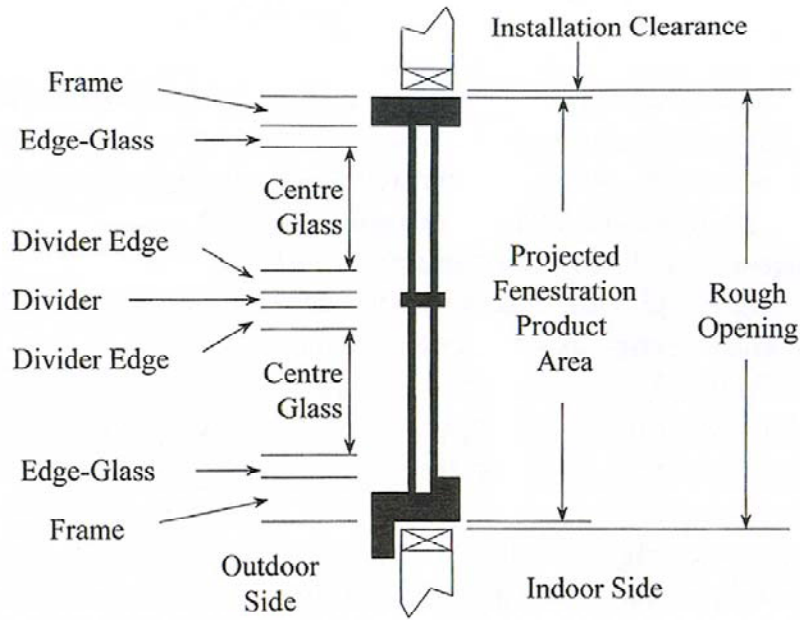 Installation Clearance
Frame
Edge-Glass
Centre
Glass
Divider Edge
Divider
Divider Edge
Centre
Glass
Edge-Glass
Frame
Projected
Fenestration
Product
Area
Rough
Opening
Outdoor
Side
Indoor Side